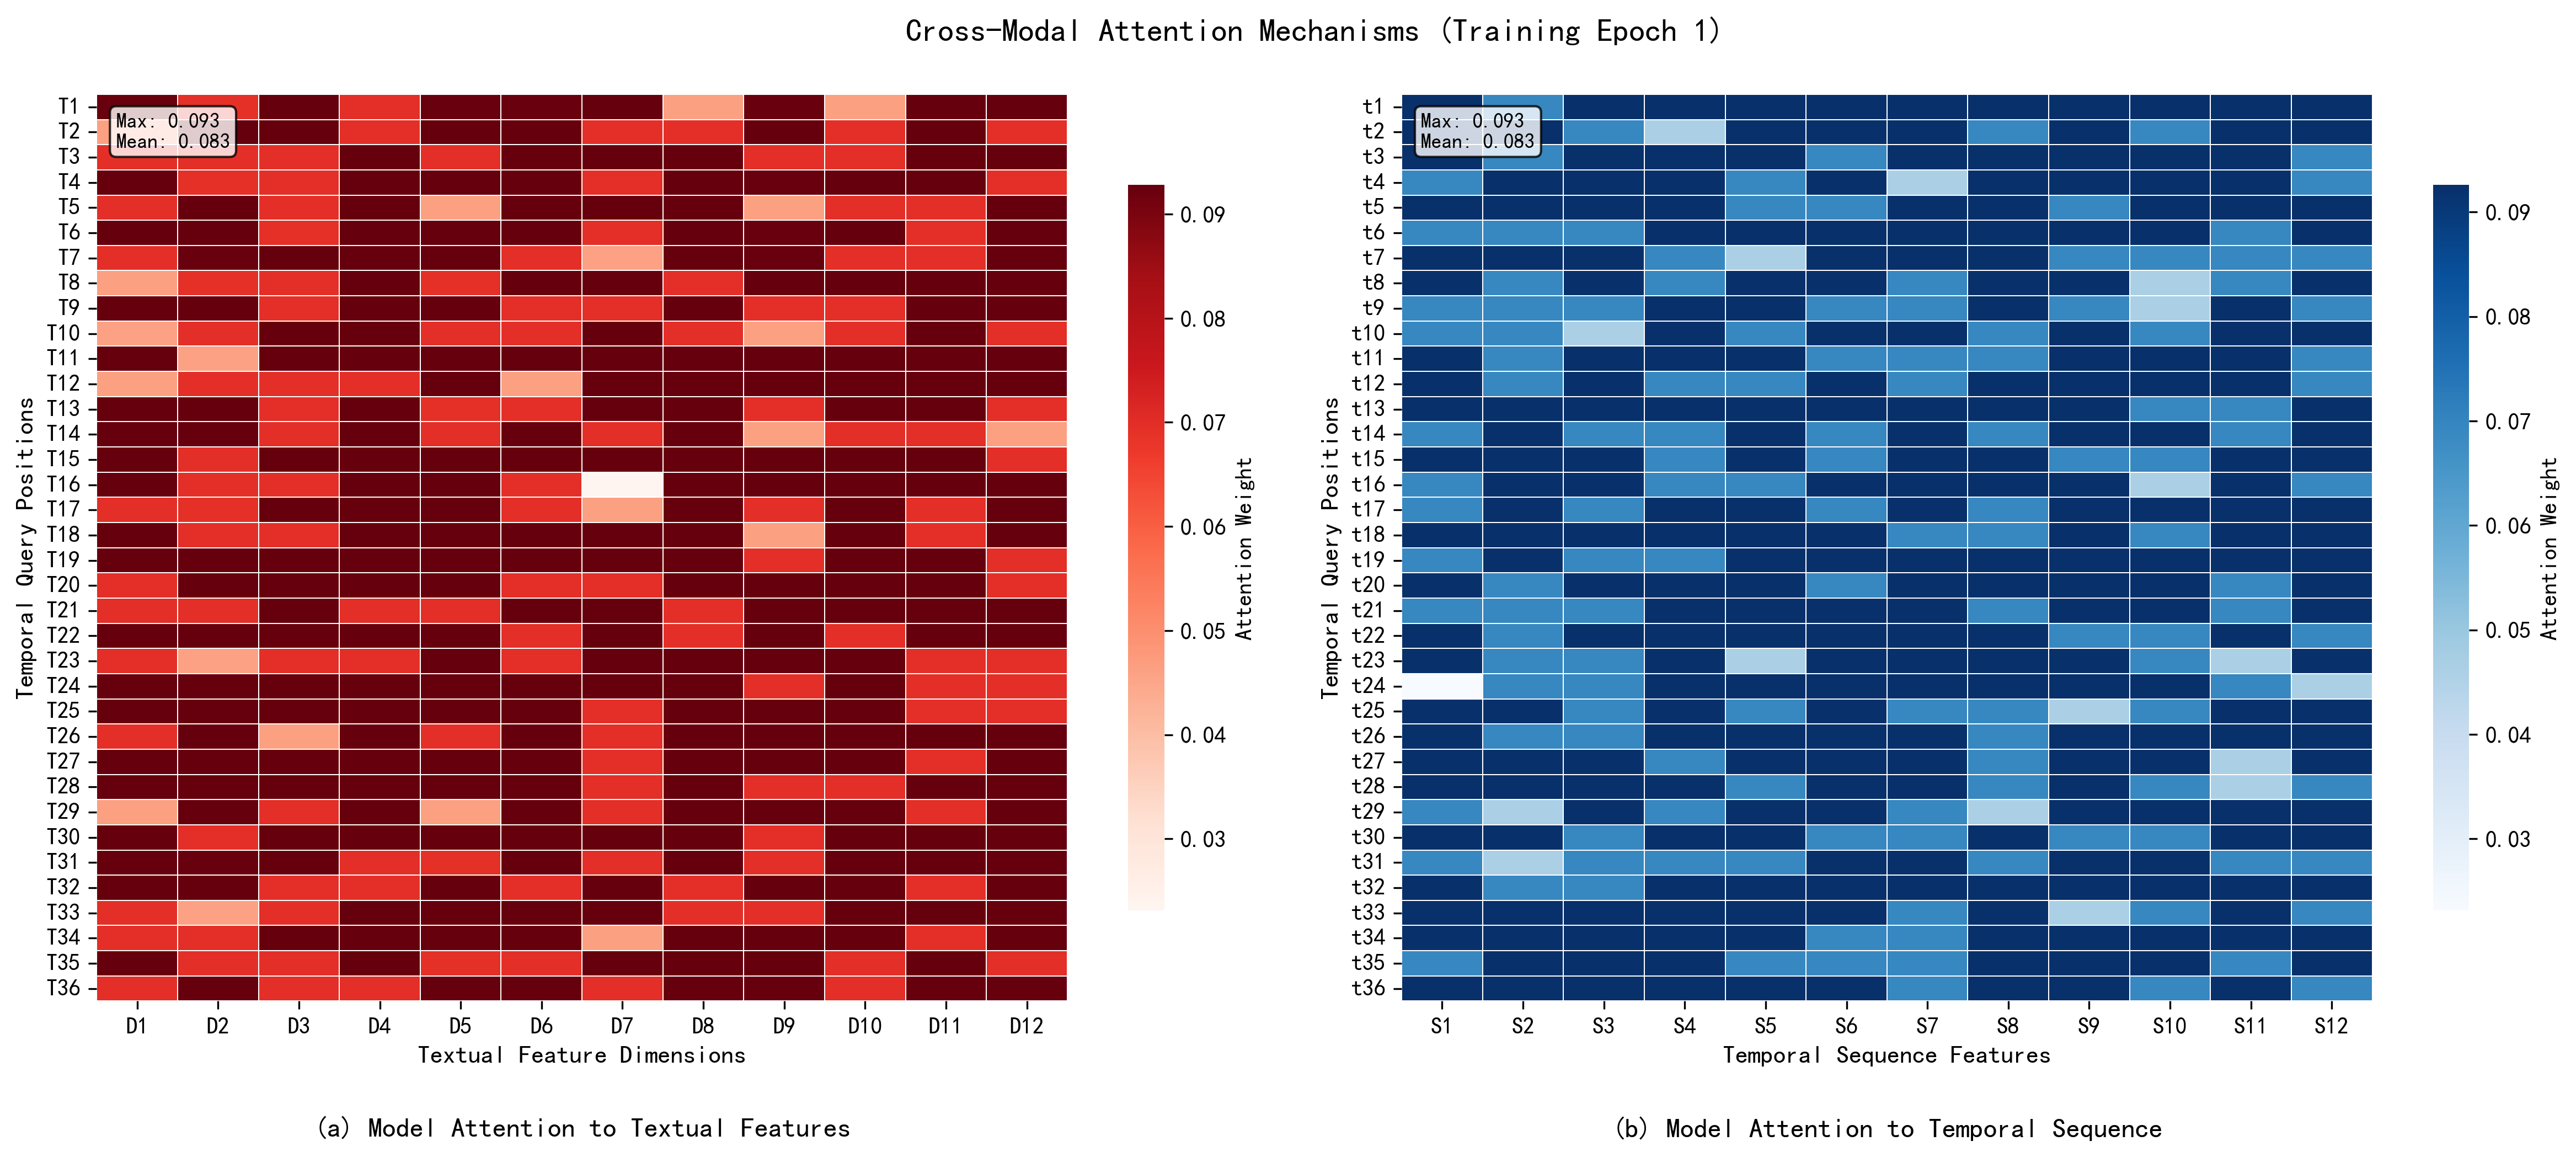 Cross-Modal Attention Mechanisms (Training Epoch 1)
Max: 0.093
Mean: 0.083
Temporal Query Positions
T1
T2
T3
T4
T5
T6
T7
T8
T9
T10
T11
T12
T13
T14
T15
T16
T17
T18
T19
T20
T21
T22
T23
T24
T25
T26
T27
T28
T29
T30
T31
T32
T33
T34
T35
T36
D1 D2 D3 D4 D5 D6 D7 D8 D9 D10 D11 D12
Textual Feature Dimensions
0.09
0.08
0.07
0.06
0.05
0.04
0.03
Attention Weight
(a) Model Attention to Textual Features
Max: 0.093
Mean: 0.083
Temporal Query Positions
t1
t2
t3
t4
t5
t6
t7
t8
t9
t10
t11
t12
t13
t14
t15
t16
t17
t18
t19
t20
t21
t22
t23
t24
t25
t26
t27
t28
t29
t30
t31
t32
t33
t34
t35
t36
S1 S2 S3 S4 S5 S6 S7 S8 S9 S10 S11 S12
Temporal Sequence Features
0.09
0.08
0.07
0.06
0.05
0.04
0.03
Attention Weight
(b) Model Attention to Temporal Sequence